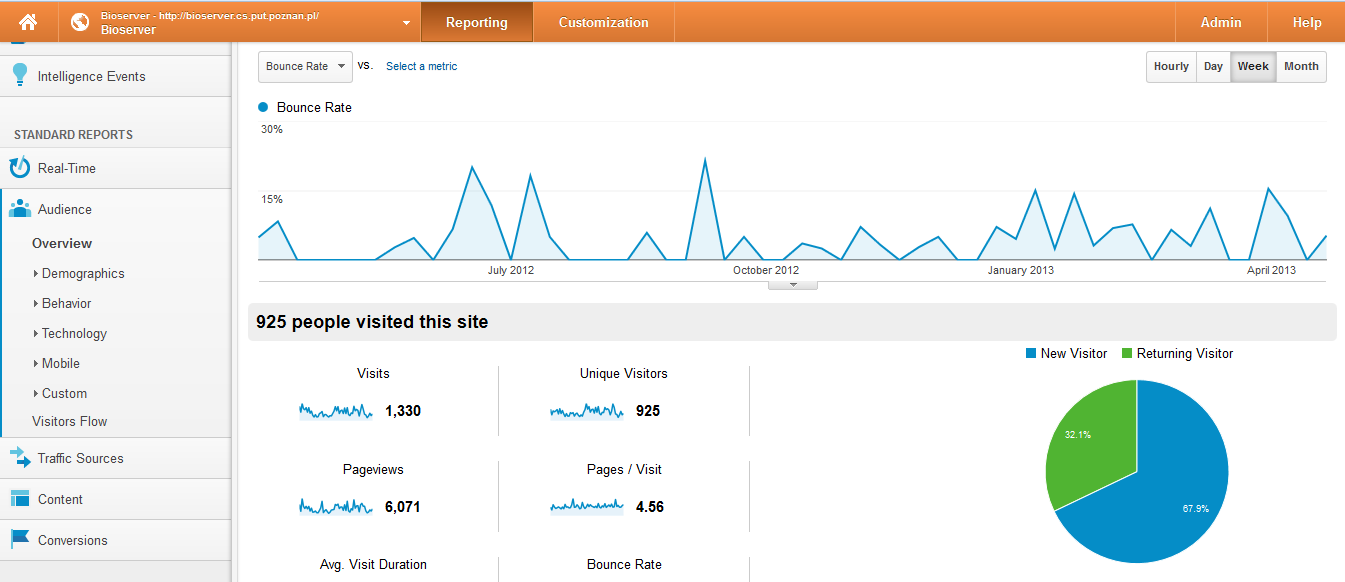 Bioserver - http://bioserver.cs.put.poznan.pl/
Bioserver
Reporting
Customization
Admin
Help
Intelligence Events
STANDARD REPORTS
Real-Time
Audience
Overview
Demographics
Behavior
Technology
Mobile
Custom
Visitors Flow
Traffic Sources
Content
Conversions
Bounce Rate vs. Select a metric
Hourly Day Week Month
Bounce Rate
30%
15%
July 2012 October 2012 January 2013 April 2013
925 people visited this site
New Visitor Returning Visitor
Visits
1,330
Unique Visitors
925
Pageviews
6,071
Pages / Visit
4.56
Avg. Visit Duration
Bounce Rate
32.1%
67.9%